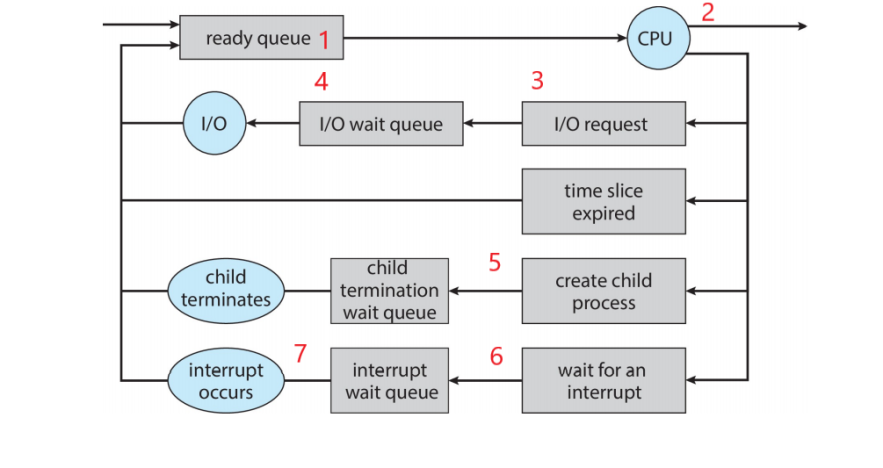 2
ready queue 1
CPU
4
3
I/O
I/O wait queue
I/O request
time slice
expired
child
terminates
child
termination
wait queue
5
create child
process
7
6
interrupt
occurs
interrupt
wait queue
wait for an
interrupt